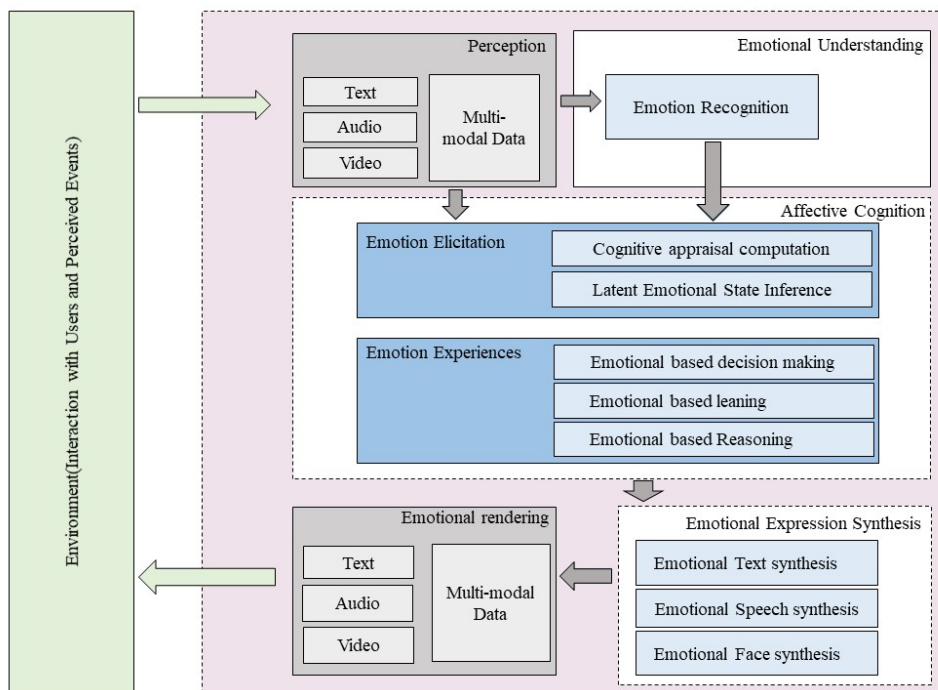 Environment(Interaction with Users and Perceived Events)
Perception
Text
Audio
Video
Multi-
modal Data
Emotional Understanding
Emotion Recognition
Affective Cognition
Emotion Elicitation
Cognitive appraisal computation
Latent Emotional State Inference
Emotion Experiences
Emotional based decision making
Emotional based leaning
Emotional based Reasoning
Emotional rendering
Text
Audio
Video
Multi-modal
Data
Emotional Expression Synthesis
Emotional Text synthesis
Emotional Speech synthesis
Emotional Face synthesis